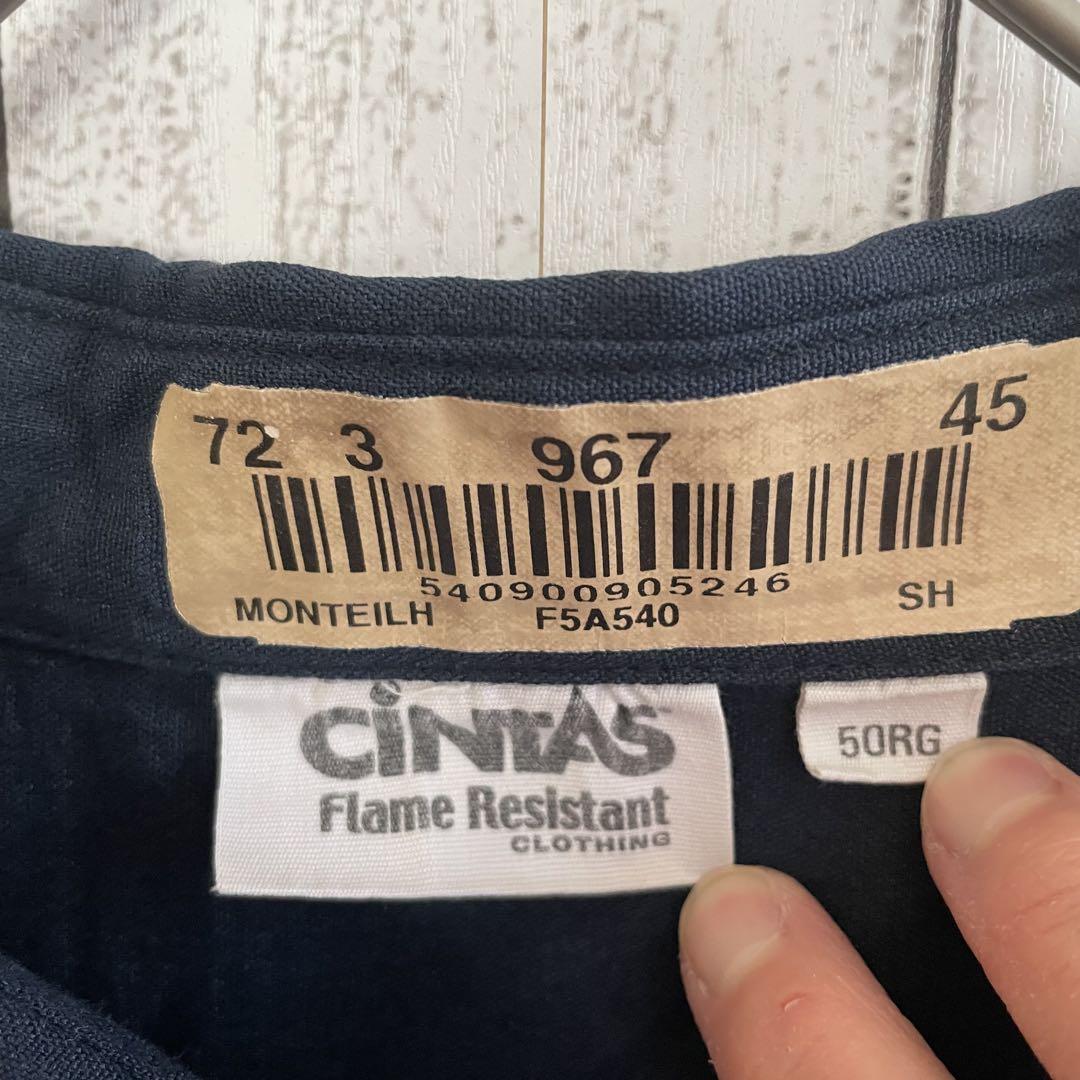 72 3 967 45
540900905246
MONTEILH F5A540 SH
CiNTAS
Flame Resistant
CLOTHING
50RG